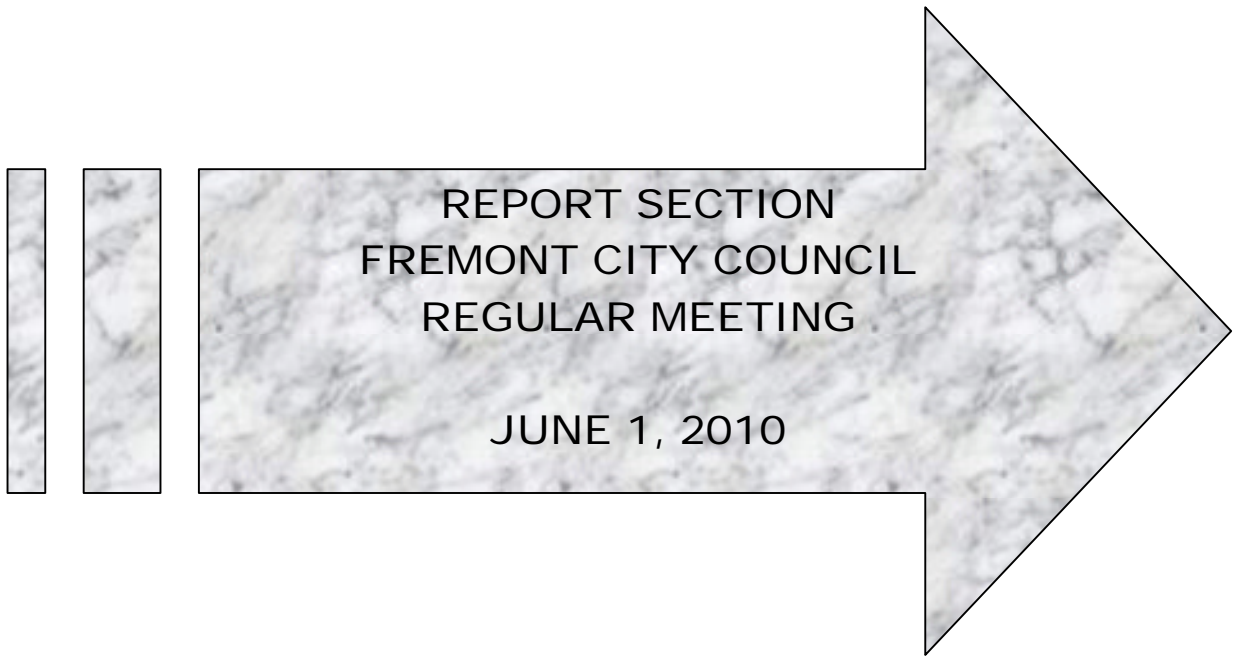 REPORT SECTION
FREMONT CITY COUNCIL
REGULAR MEETING
JUNE 1, 2010